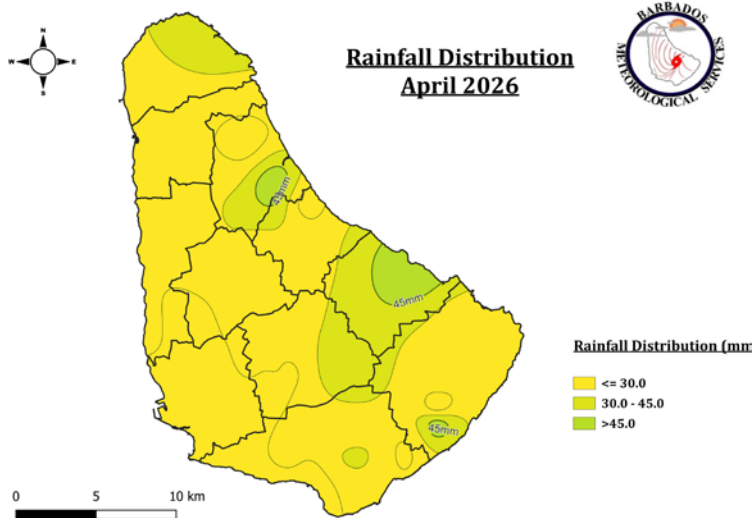 N
W
E
S
Rainfall Distribution
April 2026
BARBADOS
METEOROLOGICAL SERVICES
45mm
45mm
45mm
Rainfall Distribution (mm
<= 30.0
30.0 - 45.0
>45.0
0 5 10 km